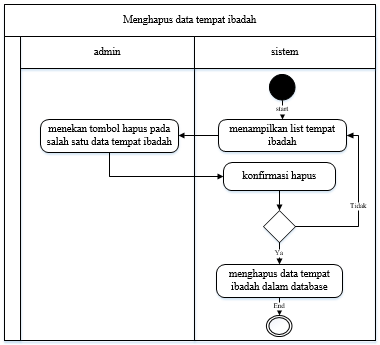 Menghapus data tempat ibadah
admin
sistem
start
menampilkan list tempat
ibadah
menekan tombol hapus pada
salah satu data tempat ibadah
konfirmasi hapus
Tidak
Ya
menghapus data tempat
ibadah dalam database
End